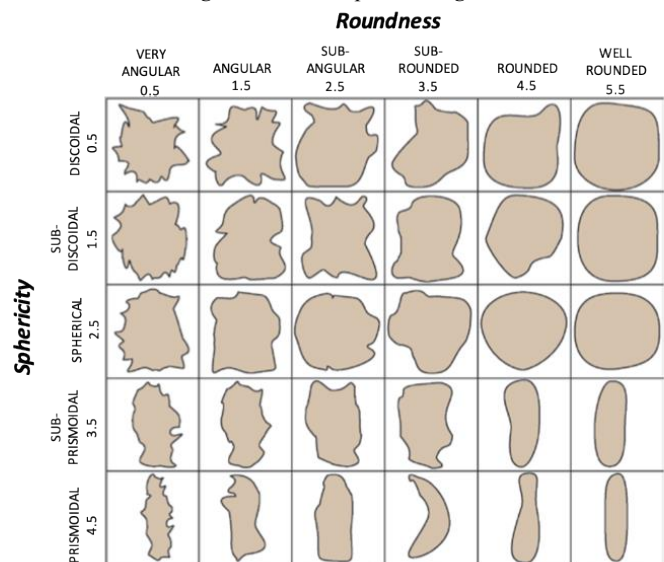 Roundness
VERY
ANGULAR
0.5
ANGULAR
1.5
SUB-
ANGULAR
2.5
SUB-
ROUNDED
3.5
ROUNDED
4.5
WELL
ROUNDED
5.5
Sphericity
DISCOIDAL
0.5
SUB-
DISCOIDAL
1.5
SPHERICAL
2.5
SUB-
PRISMOIDAL
3.5
PRISMOIDAL
4.5